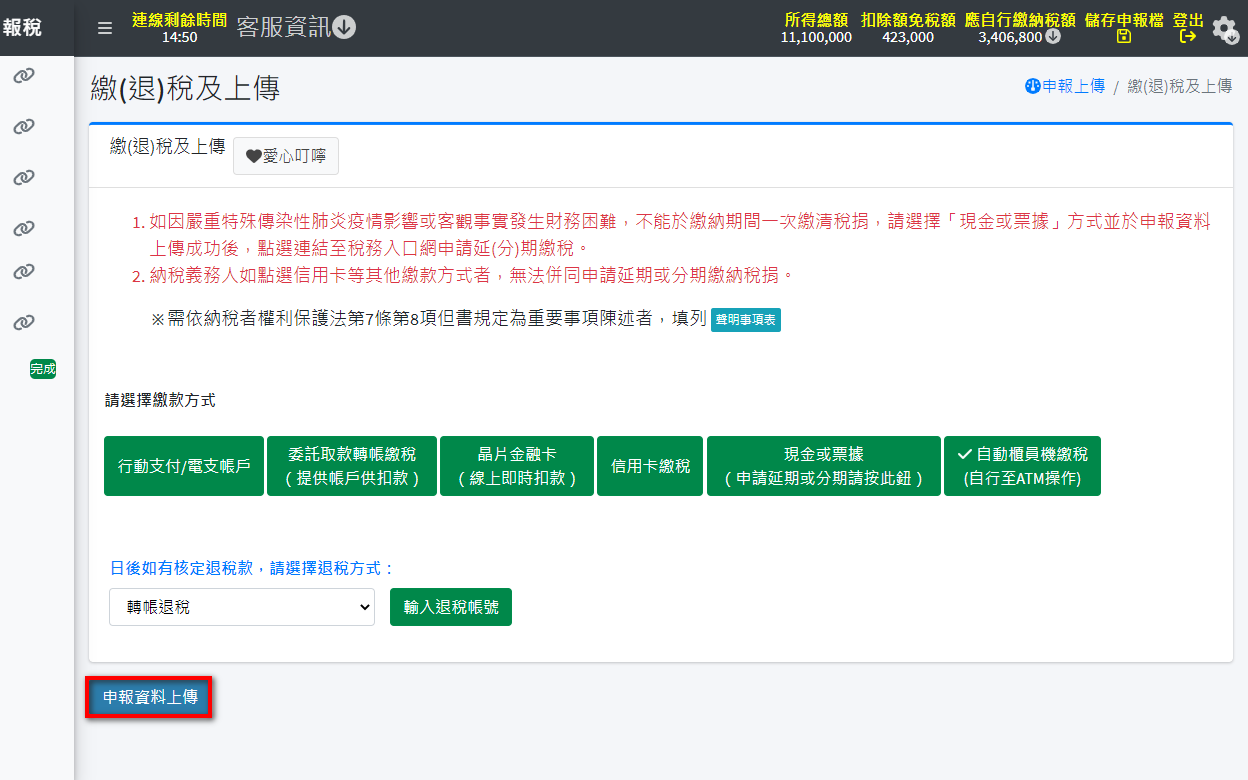 報稅
連線剩餘時間
14:50
客服資訊
所得總額
11,100,000
扣除額免稅額
423,000
應自行繳納稅額
3,406,800
儲存申報檔
登出
繳(退)稅及上傳
申報上傳 / 繳(退)稅及上傳
繳(退)稅及上傳
愛心叮嚀
1. 如因嚴重特殊傳染性肺炎疫情影響或客觀事實發生財務困難，不能於繳納期間一次繳清稅捐，請選擇「現金或票據」方式並於申報資料
上傳成功後，點選連結至稅務入口網申請延(分)期繳稅。
2. 納稅義務人如點選信用卡等其他繳款方式者，無法併同申請延期或分期繳納稅捐。
※需依納稅者權利保護法第7條第8項但書規定為重要事項陳述者，填列 聲明事項表
完成
請選擇繳款方式
行動支付/電支帳戶
委託取款轉帳繳稅
（提供帳戶供扣款）
晶片金融卡
（線上即時扣款）
信用卡繳稅
現金或票據
（申請延期或分期請按此鈕）
自動櫃員機繳稅
(自行至ATM操作)
日後如有核定退稅款，請選擇退稅方式：
轉帳退稅
輸入退稅帳號
申報資料上傳